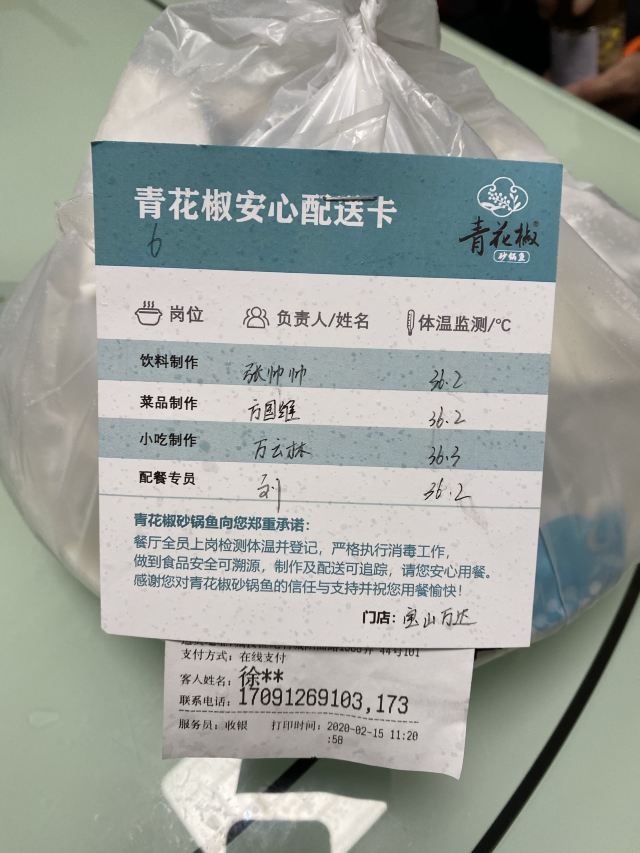 青花椒安心配送卡
6
青花椒®
砂锅鱼
岗位 负责人/姓名 体温监测/℃
饮料制作 张帅帅 36.2
菜品制作 方国维 36.2
小吃制作 万云林 36.3
配餐专员 刘 36.2
青花椒砂锅鱼向您郑重承诺:
餐厅全员上岗检测体温并登记，严格执行消毒工作，
做到食品安全可溯源，制作及配送可追踪，请您安心用餐。
感谢您对青花椒砂锅鱼的信任与支持并祝您用餐愉快！
门店: 宝山万达
44号101
支付方式: 在线支付
客人姓名: 徐**
联系电话: 17091269103,173
服务员: 收银 打印时间: 2020-02-15 11:20
:58